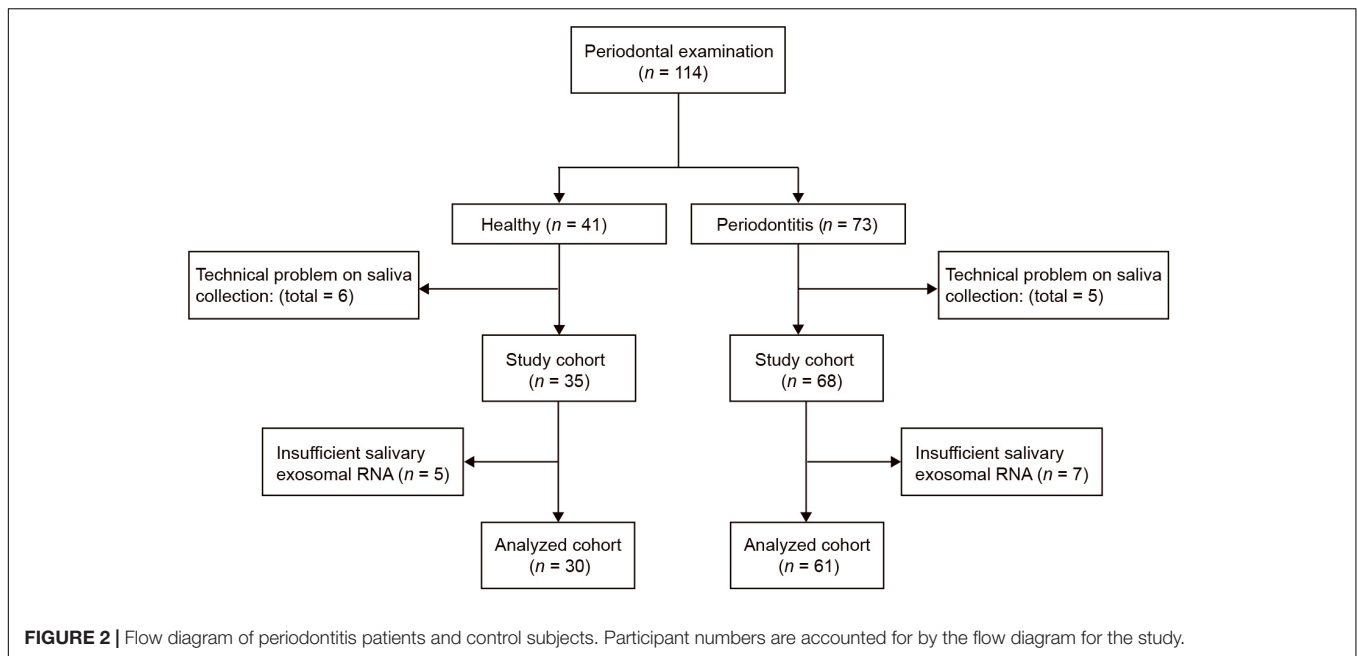 Periodontal examination
(n = 114)
Healthy (n = 41)
Periodontitis (n = 73)
Technical problem on saliva
collection: (total = 6)
Technical problem on saliva
collection: (total = 5)
Study cohort
(n = 35)
Study cohort
(n = 68)
Insufficient salivary
exosomal RNA (n = 5)
Insufficient salivary
exosomal RNA (n = 7)
Analyzed cohort
(n = 30)
Analyzed cohort
(n = 61)
FIGURE 2 | Flow diagram of periodontitis patients and control subjects. Participant numbers are accounted for by the flow diagram for the study.